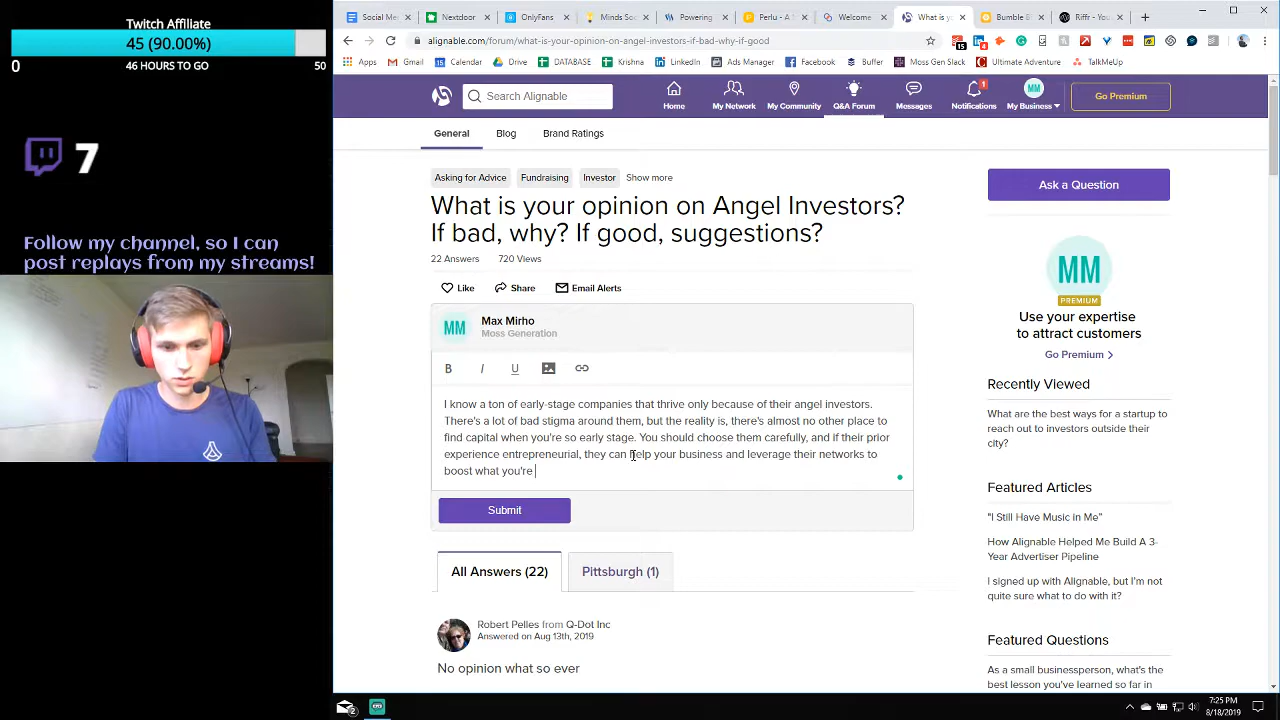 Twitch Affiliate
45 (90.00%)
0
46 HOURS TO GO
50
7
Follow my channel, so I can
post replays from my streams!
Social Me
Nextdoor
OnlyFans
Minds Soc
Powering
Perlu - A
Welcome
What is y
Bumble B
Riffr - You
alignable.com/forum/what-is-your-opinion-on-angel-investors-if-bad-why-if-good
15
4
Apps
Gmail
Calendar
Drive
DATABASE
Krishna
LinkedIn
Ad Manager
Facebook
Buffer
Moss Gen Slack
Ultimate Adventure
TalkMeUp
Search Alignable
Home
My Network
My Community
Q&A Forum
Messages
1
Notifications
MM
My Business
Go Premium
General
Blog
Brand Ratings
Asking for Advice
Fundraising
Investor
Show more
What is your opinion on Angel Investors?
If bad, why? If good, suggestions?
22 Answers
720 Views
Like
Share
Email Alerts
MM
Max Mirho
Moss Generation
B
I
U
I know a ton of early-stage companies that thrive only because of their angel investors.
There's a lot of bad stigma around them, but the reality is, there's almost no other place to
find capital when you're so early stage. You should choose them carefully, and if their prior
experience entrepreneurial, they can help your business and leverage their networks to
boost what you're
Submit
All Answers (22)
Pittsburgh (1)
Robert Pelles from Q-Dot Inc
Answered on Aug 13th, 2019
No opinion what so ever
Ask a Question
MM
PREMIUM
Use your expertise
to attract customers
Go Premium
Recently Viewed
What are the best ways for a startup to
reach out to investors outside their
city?
Featured Articles
"I Still Have Music in Me"
How Alignable Helped Me Build A 3-
Year Advertiser Pipeline
I signed up with Alignable, but I'm not
quite sure what to do with it?
Featured Questions
As a small businessperson, what's the
best lesson you've learned so far in
2
7:25 PM
8/18/2019